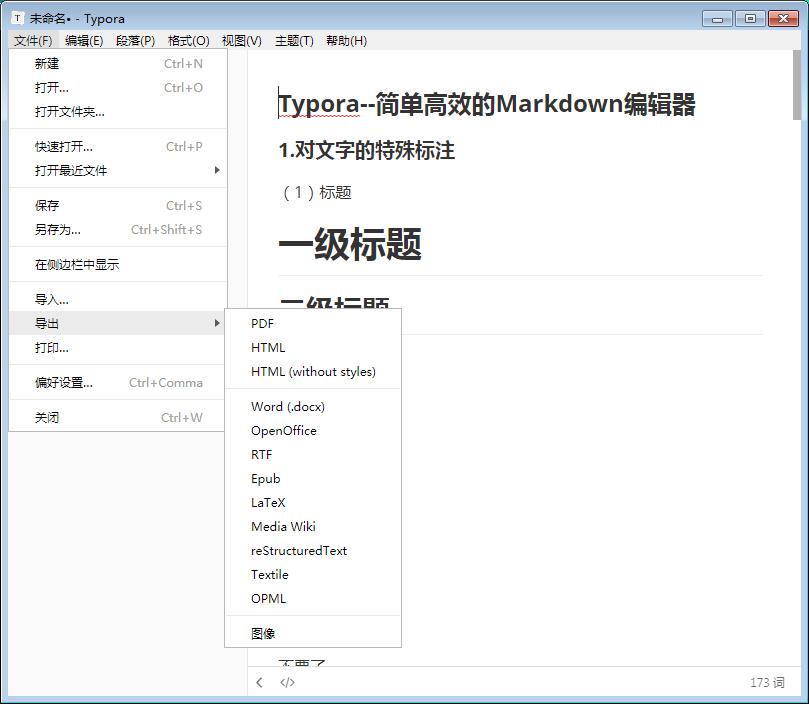 T 未命名• - Typora
文件(F) 编辑(E) 段落(P) 格式(O) 视图(V) 主题(T) 帮助(H)
新建 Ctrl+N
打开... Ctrl+O
打开文件夹...
快速打开... Ctrl+P
打开最近文件
保存 Ctrl+S
另存为... Ctrl+Shift+S
在侧边栏中显示
导入...
导出
打印...
偏好设置... Ctrl+Comma
关闭 Ctrl+W
PDF
HTML
HTML (without styles)
Word (.docx)
OpenOffice
RTF
Epub
LaTeX
Media Wiki
reStructuredText
Textile
OPML
图像
Typora--简单高效的Markdown编辑器
1.对文字的特殊标注
（1）标题
一级标题
二级标题
</> 173 词